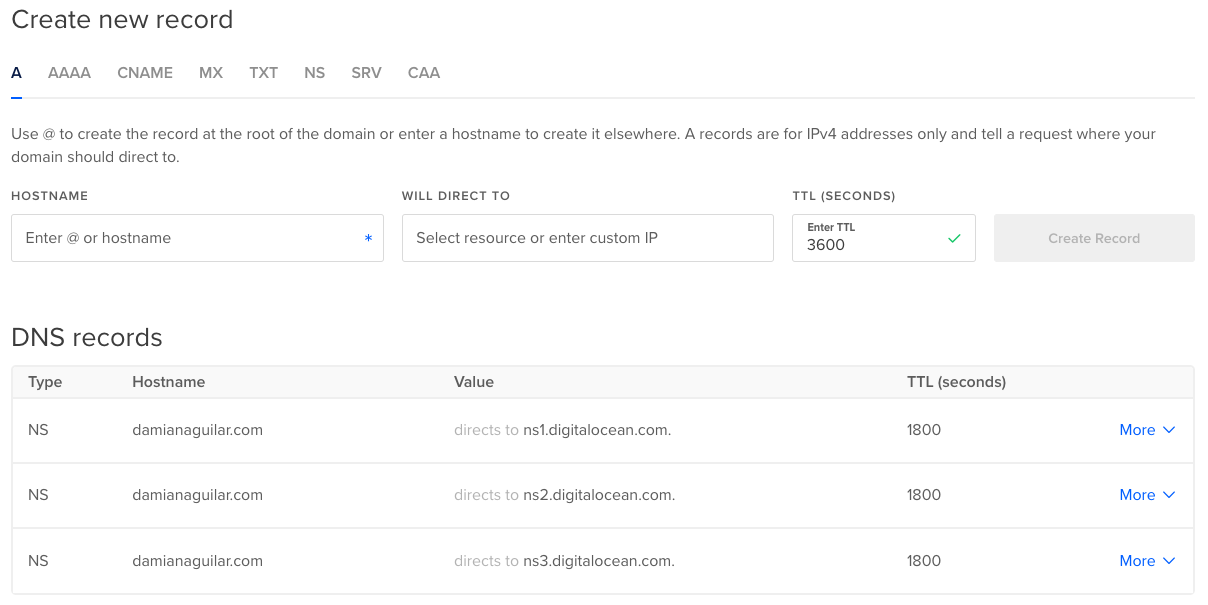 Create new record
A AAAA CNAME MX TXT NS SRV CAA
Use @ to create the record at the root of the domain or enter a hostname to create it elsewhere. A records are for IPv4 addresses only and tell a request where your
domain should direct to.
HOSTNAME WILL DIRECT TO TTL (SECONDS)
Enter @ or hostname * Select resource or enter custom IP Enter TTL
3600 Create Record
DNS records
Type Hostname Value TTL (seconds)
NS damianaguilar.com directs to ns1.digitalocean.com. 1800 More
NS damianaguilar.com directs to ns2.digitalocean.com. 1800 More
NS damianaguilar.com directs to ns3.digitalocean.com. 1800 More